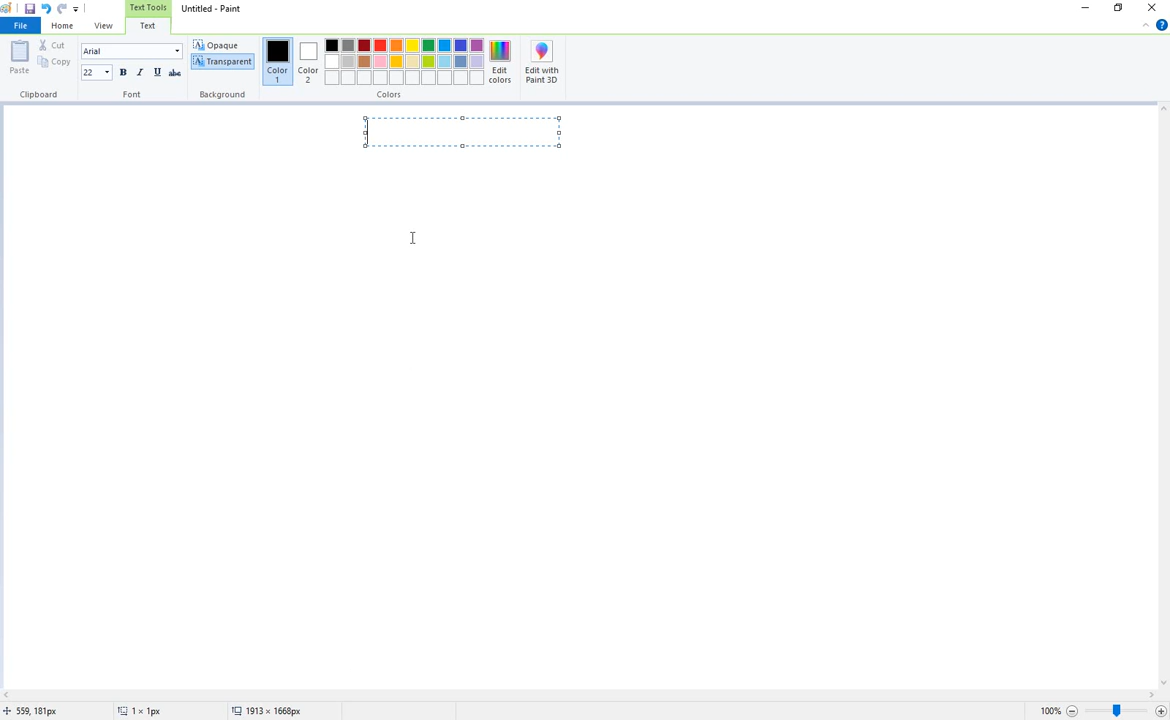 Text Tools
Untitled - Paint
File
Home
View
Text
Paste
Cut
Copy
Clipboard
Arial
22
B I U abc
Font
Opaque
Transparent
Background
Color 1
Color 2
Edit colors
Colors
Edit with Paint 3D
559, 181px
1 × 1px
1913 × 1668px
100%